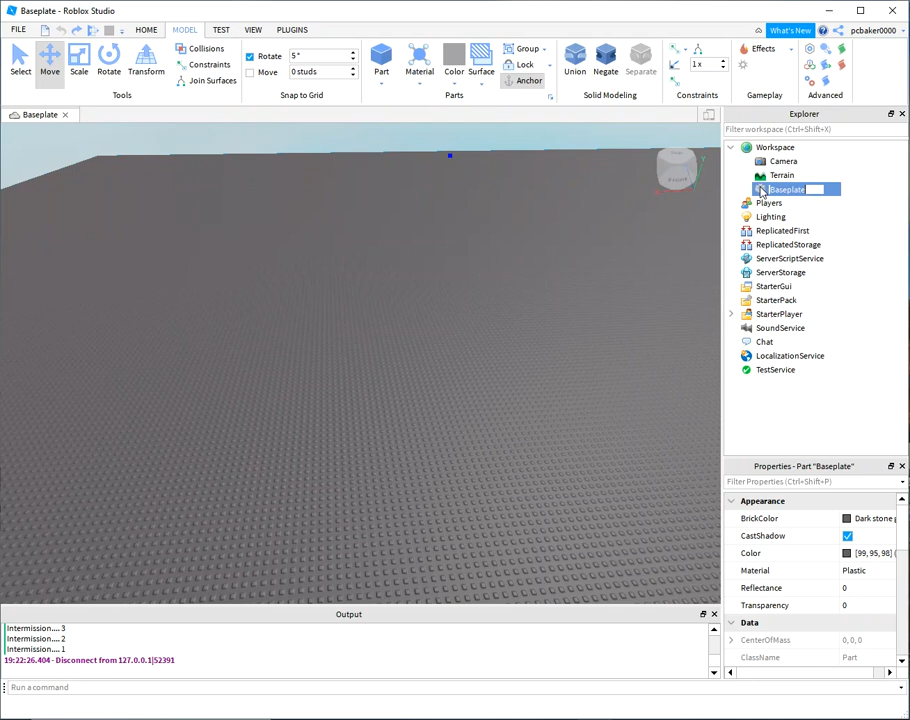 Baseplate - Roblox Studio
FILE HOME MODEL TEST VIEW PLUGINS What's New pcbaker0000
Select Move Scale Rotate Transform
Collisions
Constraints
Join Surfaces
Tools
Rotate 5°
Move 0 studs
Snap to Grid
Part Material Color Surface
Group
Lock
Anchor
Parts
Union Negate Separate
Solid Modeling
1 x
Constraints
Effects
Gameplay
Advanced
Baseplate
Explorer
Filter workspace (Ctrl+Shift+X)
Workspace
Camera
Terrain
Baseplate
Players
Lighting
ReplicatedFirst
ReplicatedStorage
ServerScriptService
ServerStorage
StarterGui
StarterPack
StarterPlayer
SoundService
Chat
LocalizationService
TestService
Properties - Part "Baseplate"
Filter Properties (Ctrl+Shift+P)
Appearance
BrickColor Dark stone g
CastShadow
Color [99, 95, 98] (
Material Plastic
Reflectance 0
Transparency 0
Data
CenterOfMass 0, 0, 0
ClassName Part
Output
Intermission.... 3
Intermission.... 2
Intermission.... 1
19:22:26.404 - Disconnect from 127.0.0.1|52391
Run a command